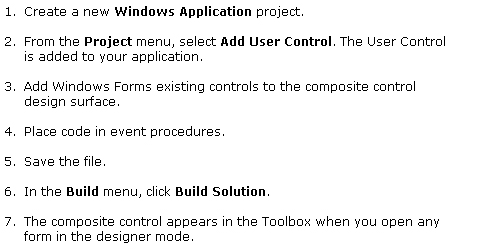 1. Create a new Windows Application project.
2. From the Project menu, select Add User Control. The User Control
is added to your application.
3. Add Windows Forms existing controls to the composite control
design surface.
4. Place code in event procedures.
5. Save the file.
6. In the Build menu, click Build Solution.
7. The composite control appears in the Toolbox when you open any
form in the designer mode.